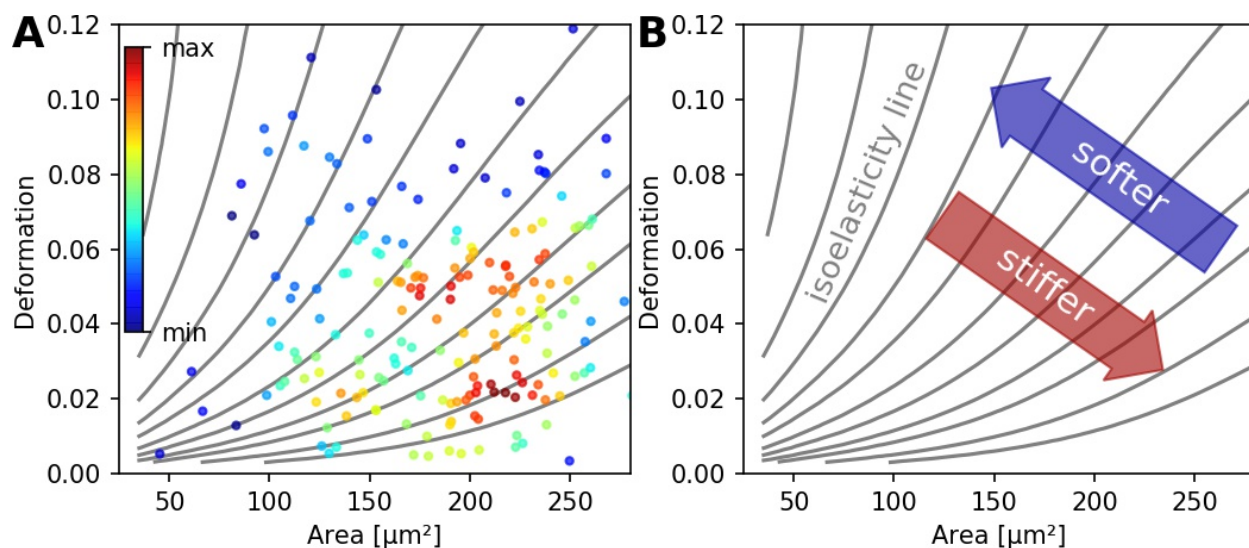 A
max
min
0.12
0.10
0.08
0.06
0.04
0.02
0.00
Deformation
50
100
150
200
250
Area [μm²]
B
0.12
0.10
0.08
0.06
0.04
0.02
0.00
Deformation
isoelasticity line
softer
stiffer
50
100
150
200
250
Area [μm²]